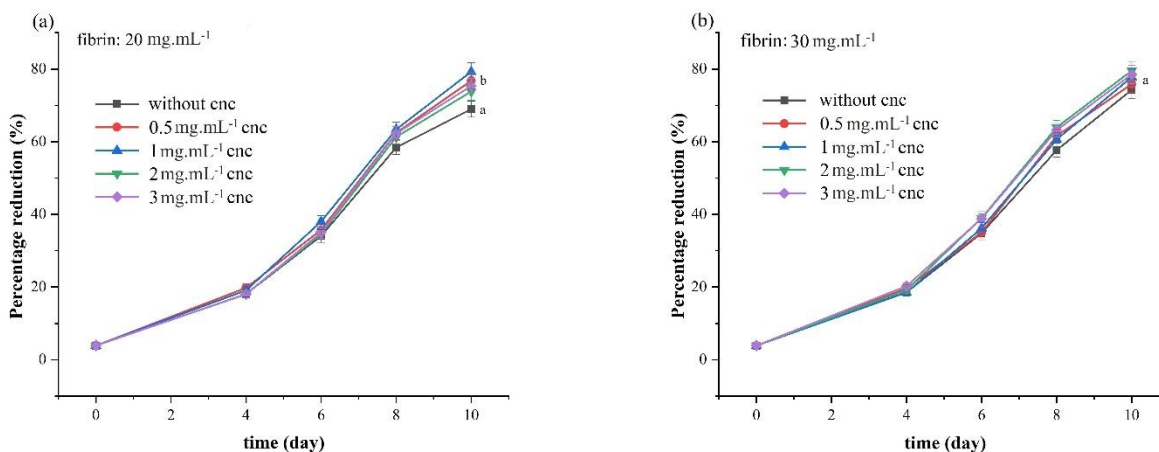 (a)
fibrin: 20 mg.mL⁻¹
80
60
40
20
0
Percentage reduction (%)
without cnc
0.5 mg.mL⁻¹ cnc
1 mg.mL⁻¹ cnc
2 mg.mL⁻¹ cnc
3 mg.mL⁻¹ cnc
b
a
0 2 4 6 8 10
time (day)
(b)
fibrin: 30 mg.mL⁻¹
80
60
40
20
0
Percentage reduction (%)
without cnc
0.5 mg.mL⁻¹ cnc
1 mg.mL⁻¹ cnc
2 mg.mL⁻¹ cnc
3 mg.mL⁻¹ cnc
a
0 2 4 6 8 10
time (day)